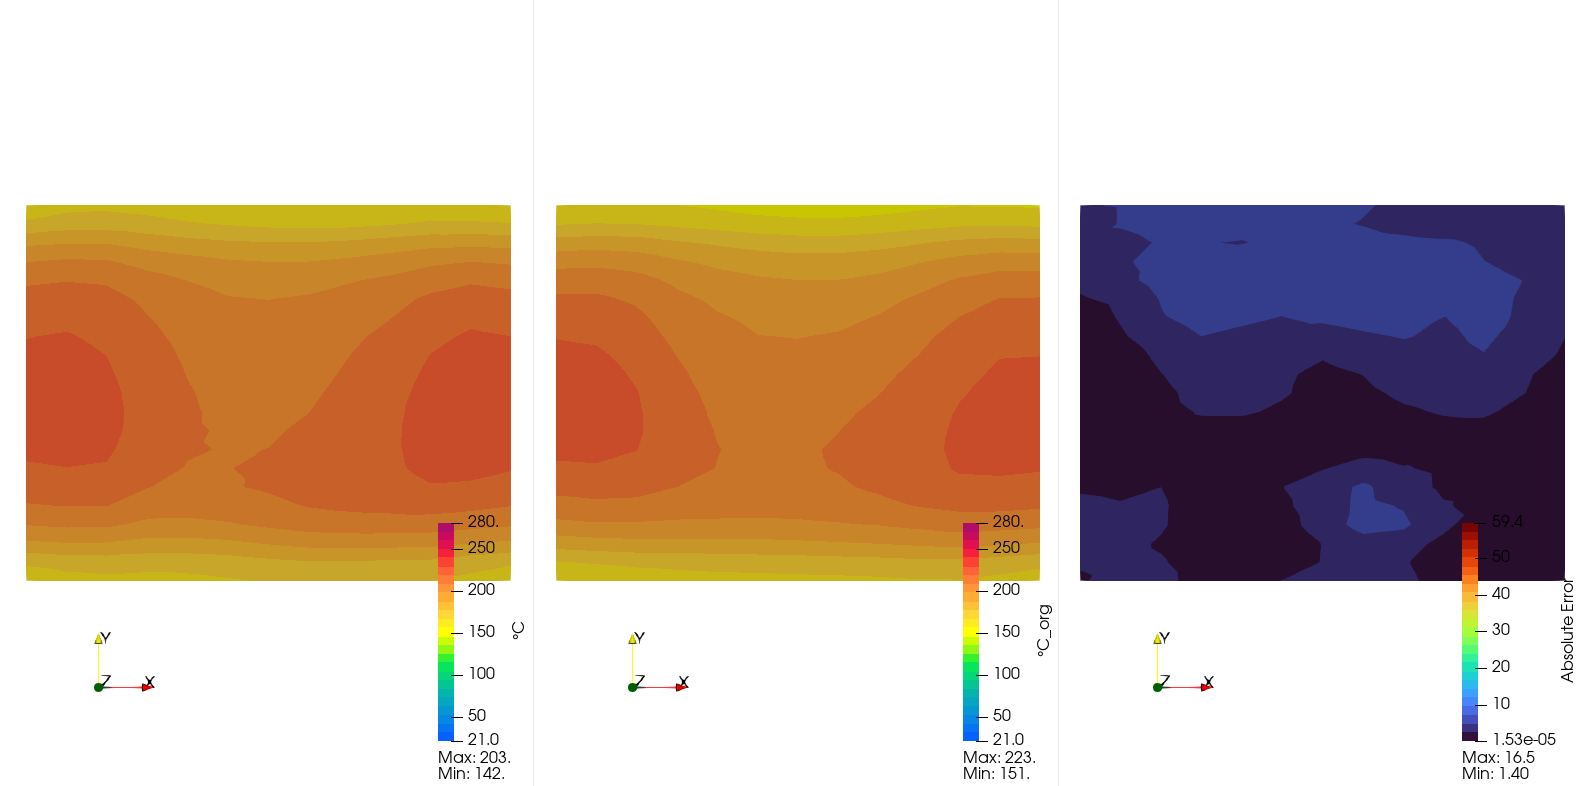 280.
250
200
150
100
50
21.0
°C
Max: 203.
Min: 142.
Y
Z
X
280.
250
200
150
100
50
21.0
°C_org
Max: 223.
Min: 151.
Y
Z
X
59.4
50
40
30
20
10
1.53e-05
Absolute Error
Max: 16.5
Min: 1.40
Y
Z
X